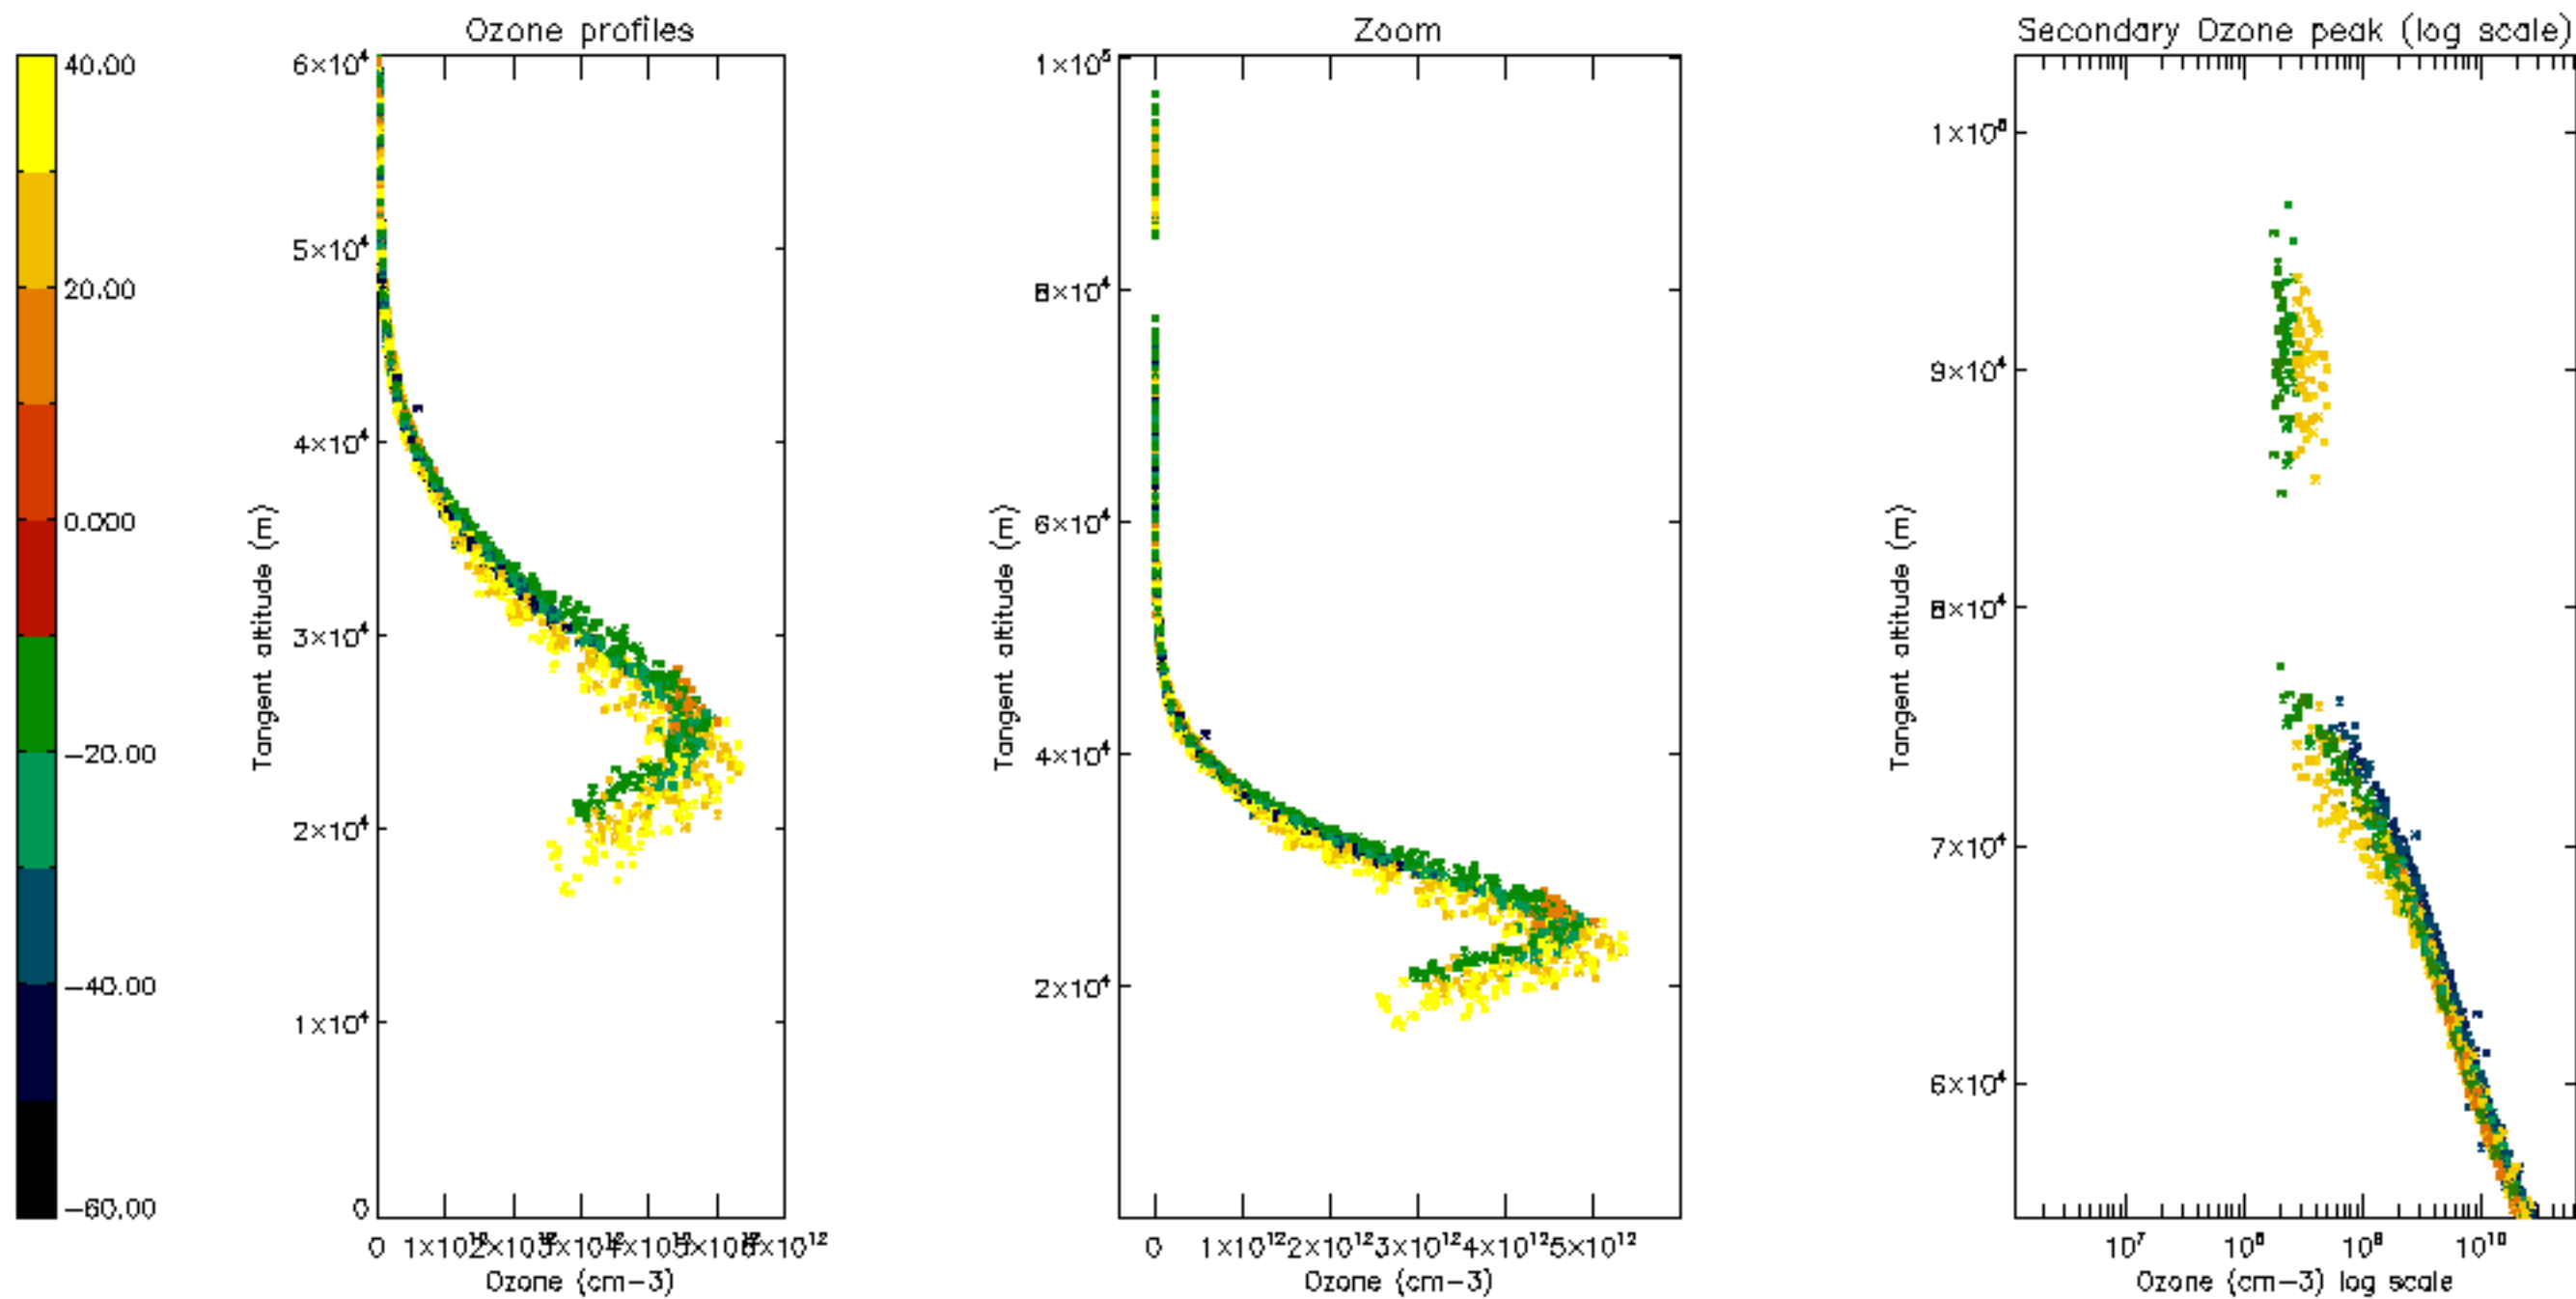 Ozone profiles
Zoom
Secondary Ozone peak (log scale)
40.00
20.00
0.000
−20.00
−40.00
−60.00
6×10⁴
5×10⁴
4×10⁴
3×10⁴
2×10⁴
1×10⁴
0
Tangent altitude (m)
0
Ozone (cm−3)
1×10⁵
8×10⁴
6×10⁴
4×10⁴
2×10⁴
Tangent altitude (m)
0 1×10¹² 2×10¹² 3×10¹² 4×10¹² 5×10¹²
Ozone (cm−3)
9×10⁴
8×10⁴
7×10⁴
6×10⁴
Tangent altitude (m)
10⁷ 10⁸ 10⁹ 10¹⁰
Ozone (cm−3) log scale